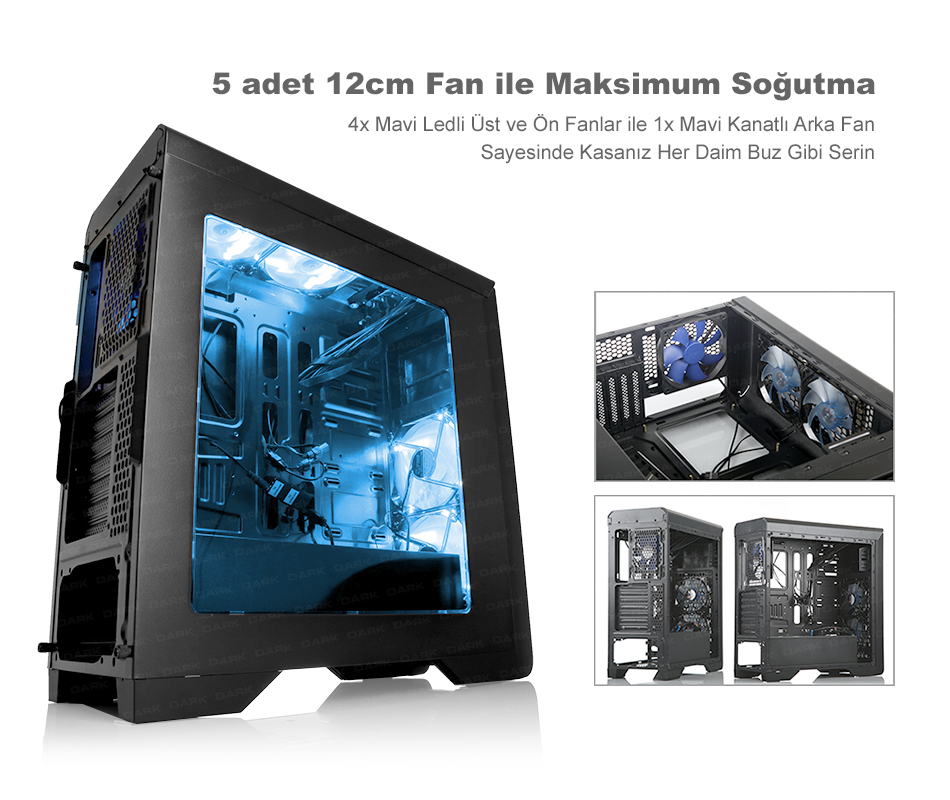 5 adet 12cm Fan ile Maksimum Soğutma
4x Mavi Ledli Üst ve Ön Fanlar ile 1x Mavi Kanatlı Arka Fan
Sayesinde Kasanız Her Daim Buz Gibi Serin
DARK